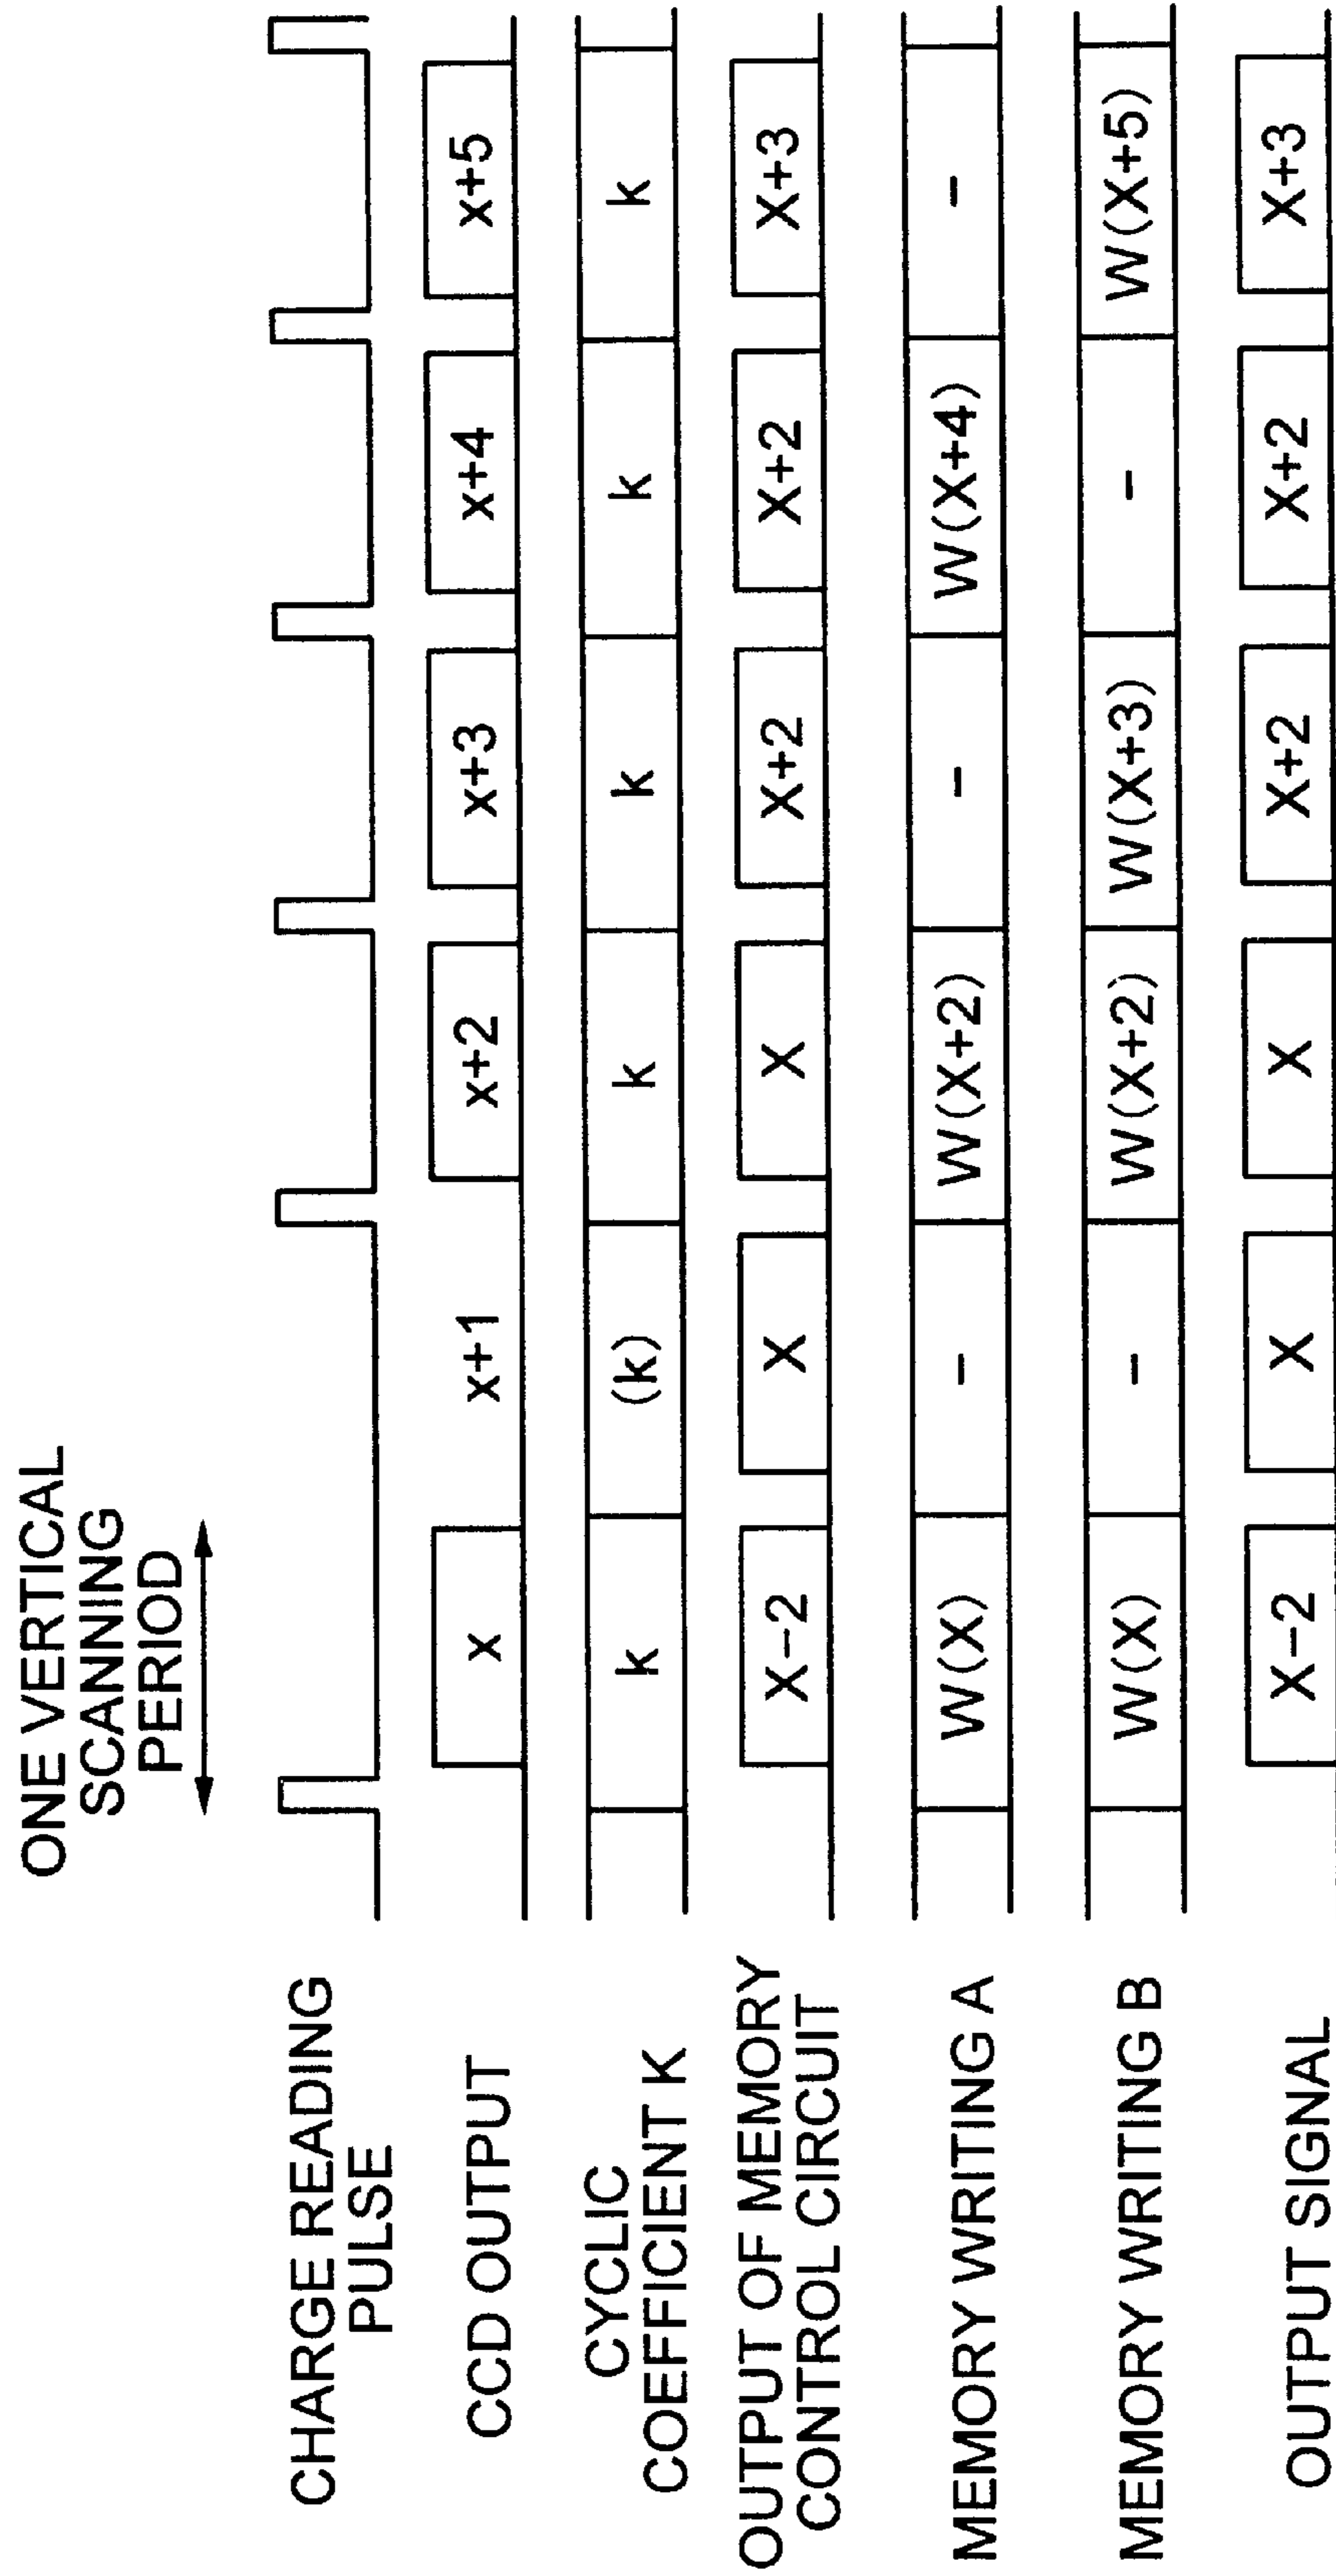 ONE VERTICAL
SCANNING
PERIOD
CHARGE READING
PULSE
CCD OUTPUT x x+1 x+2 x+3 x+4 x+5
CYCLIC
COEFFICIENT K k (k) k k k k
OUTPUT OF MEMORY
CONTROL CIRCUIT X-2 X X X+2 X+2 X+3
MEMORY WRITING A W(X) - W(X+2) - W(X+4) -
MEMORY WRITING B W(X) - W(X+2) W(X+3) - W(X+5)
OUTPUT SIGNAL X-2 X X X+2 X+2 X+3